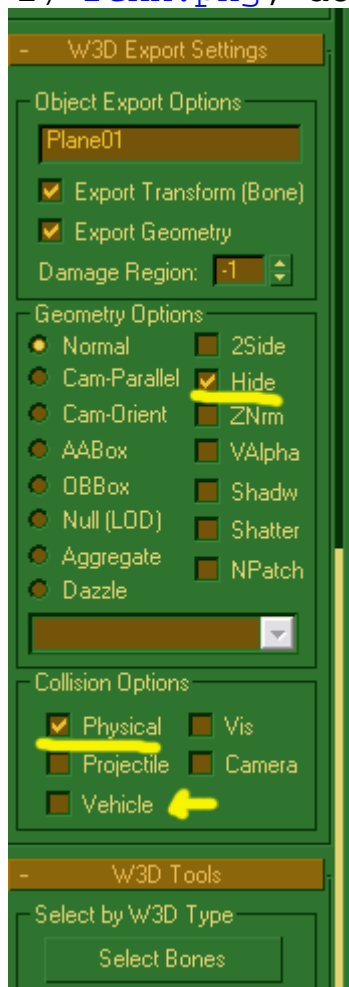 - W3D Export Settings
Object Export Options
Plane01
Export Transform (Bone)
Export Geometry
Damage Region: -1
Geometry Options
Normal 2Side
Cam-Parallel Hide
Cam-Orient ZNrm
AABox VAlpha
OBBox Shadw
Null (LOD) Shatter
Aggregate NPatch
Dazzle
Collision Options
Physical Vis
Projectile Camera
Vehicle
- W3D Tools
Select by W3D Type
Select Bones